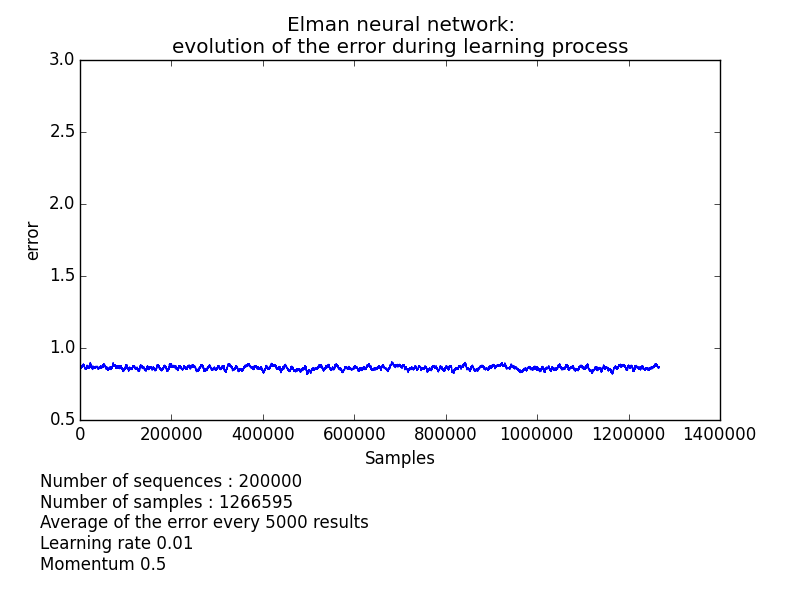 Elman neural network:
evolution of the error during learning process
3.0
2.5
2.0
1.5
1.0
0.5
error
0 200000 400000 600000 800000 1000000 1200000 1400000
Samples
Number of sequences : 200000
Number of samples : 1266595
Average of the error every 5000 results
Learning rate 0.01
Momentum 0.5